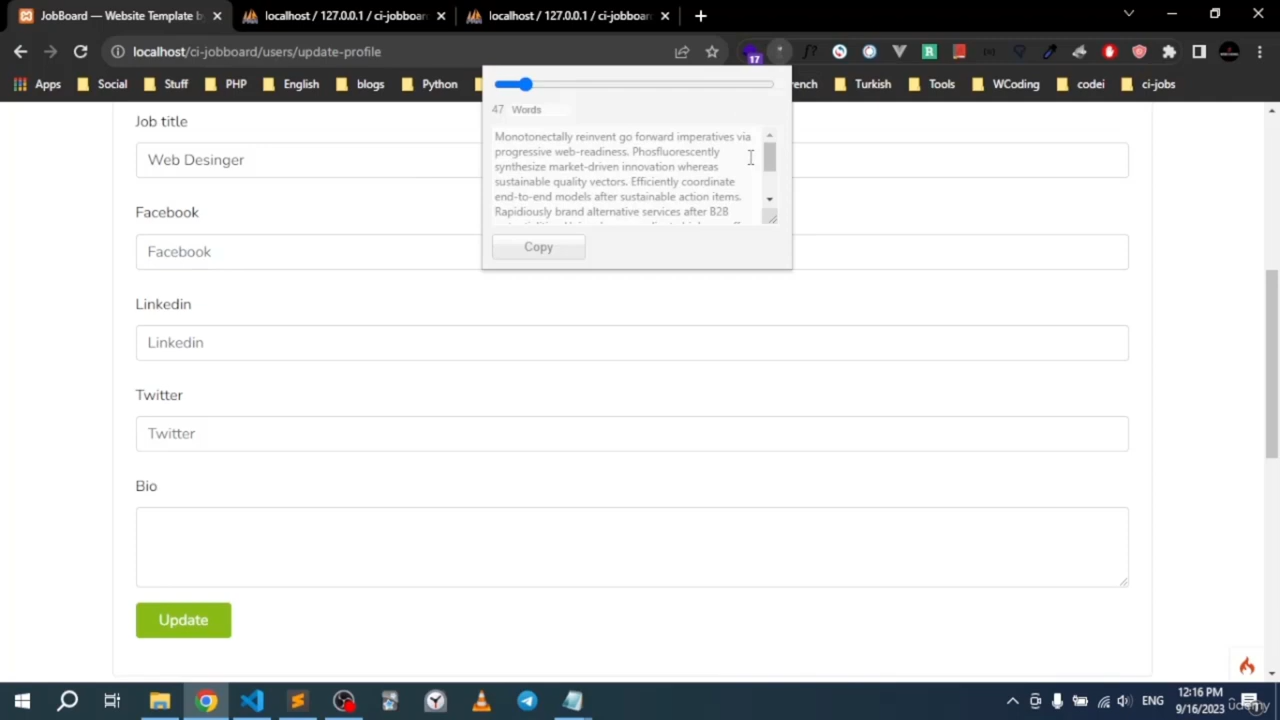 JobBoard — Website Template by
localhost / 127.0.0.1 / ci-jobboar
localhost / 127.0.0.1 / ci-jobboar
localhost/ci-jobboard/users/update-profile
17
Apps
Social
Stuff
PHP
English
blogs
Python
rench
Turkish
Tools
WCoding
codei
ci-jobs
47 Words
Monotonectally reinvent go forward imperatives via
progressive web-readiness. Phosfluorescently
synthesize market-driven innovation whereas
sustainable quality vectors. Efficiently coordinate
end-to-end models after sustainable action items.
Rapidiously brand alternative services after B2B
Copy
Job title
Web Desinger
Facebook
Facebook
Linkedin
Linkedin
Twitter
Twitter
Bio
Update
ENG
12:16 PM
9/16/2023
udemy